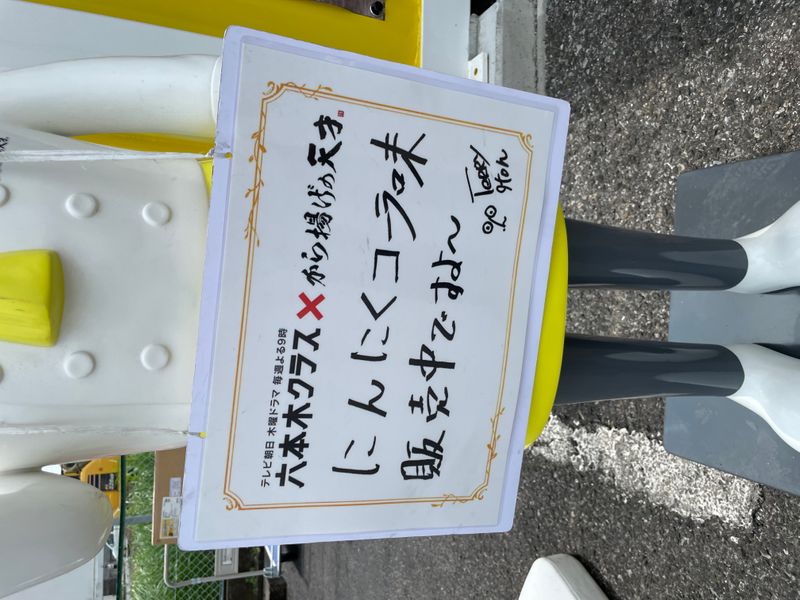 テレビ朝日 木曜ドラマ 毎週よる9時
六本木クラス×から揚げの天才
にんにくコーラ味
販売中ですよ〜
TERRY